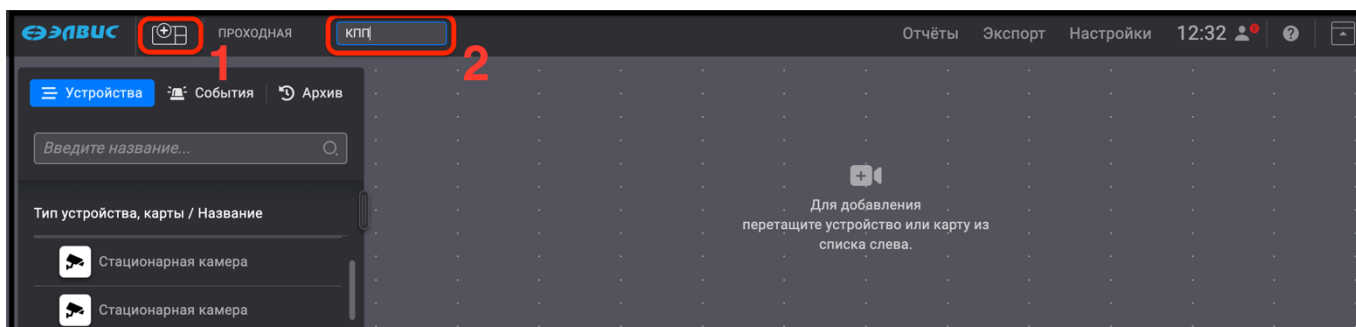 ЭЛВИС ПРОХОДНАЯ КПП Отчёты Экспорт Настройки 12:32 ?
1 2
Устройства События Архив
Введите название...
Тип устройства, карты / Название
Стационарная камера
Стационарная камера
Для добавления
перетащите устройство или карту из
списка слева.